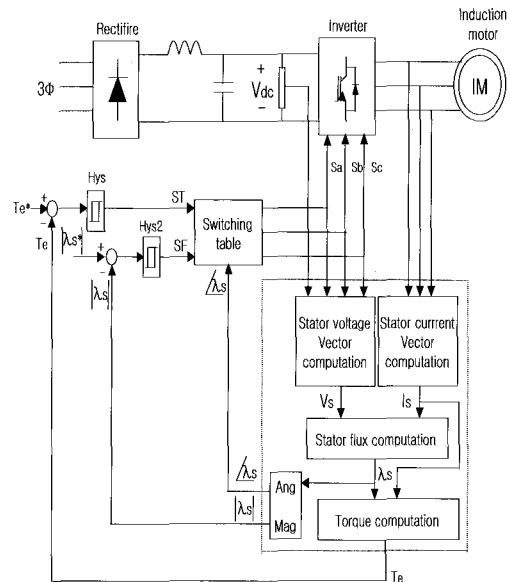 Induction
motor
Rectifire
Inverter
3Φ
+
Vdc
−
IM
Sa Sb Sc
Hys
ST
Te*
+
−
Te
|λs*|
Hys2
SF
+
−
Switching
table
|λs|
∠λs
Stator voltage
Vector
computation
Stator currrent
Vector
computation
Vs
Is
Stator flux computation
∠λs
λs
Ang
Mag
|λs|
Torque computation
Te